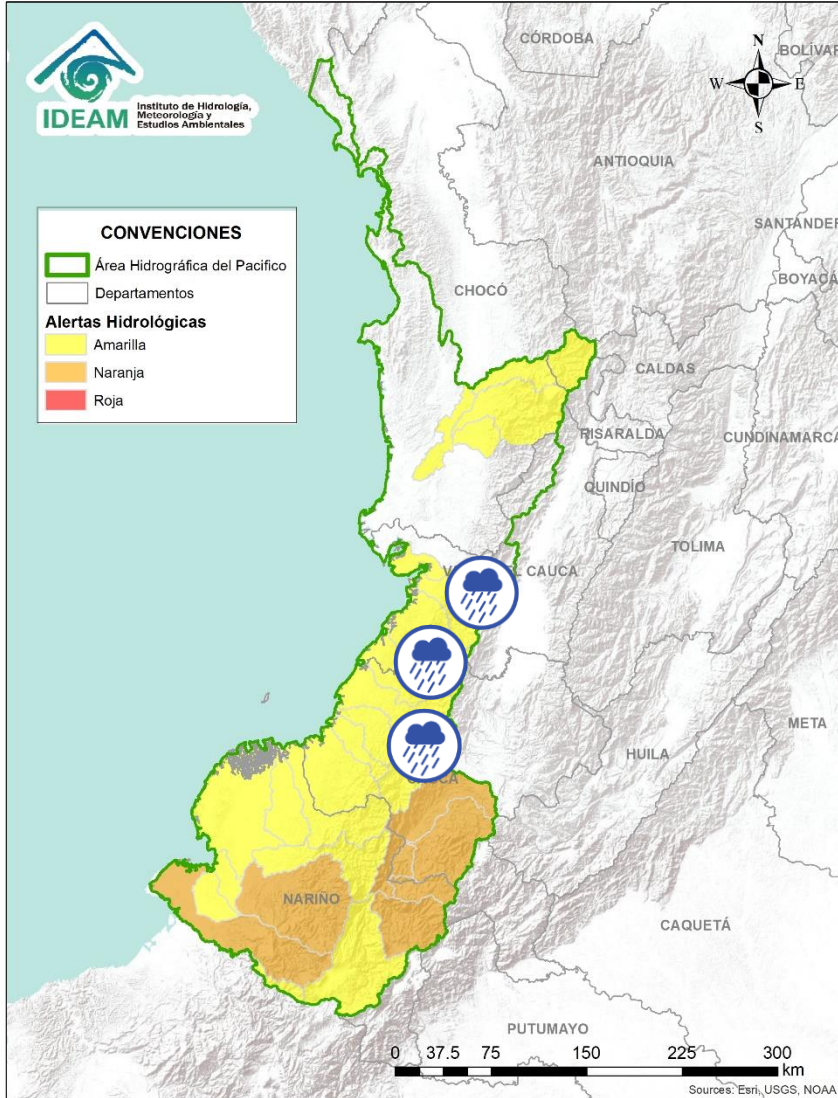 CÓRDOBA
BOLÍVAR
N
W
E
S
IDEAM
Instituto de Hidrología,
Meteorología y
Estudios Ambientales
ANTIOQUIA
SANTANDER
BOYACÁ
CONVENCIONES
Área Hidrográfica del Pacifico
Departamentos
Alertas Hidrológicas
Amarilla
Naranja
Roja
CHOCÓ
CALDAS
RISARALDA
CUNDINAMARCA
QUINDÍO
TOLIMA
CAUCA
META
HUILA
CAUCA
NARIÑO
CAQUETÁ
PUTUMAYO
0 37.5 75 150 225 300
km
Sources: Esri, USGS, NOAA